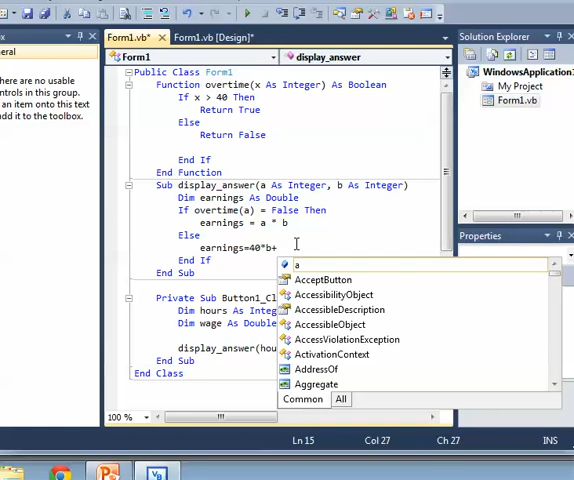 ox
Form1.vb*
Form1.vb [Design]*
Solution Explorer
eneral
Form1
display_answer
here are no usable
ntrols in this group.
an item onto this text
add it to the toolbox.
Public Class Form1
Function overtime(x As Integer) As Boolean
If x > 40 Then
Return True
Else
Return False
End If
End Function
Sub display_answer(a As Integer, b As Integer)
Dim earnings As Double
If overtime(a) = False Then
earnings = a * b
Else
earnings=40*b+
End If
End Sub
Private Sub Button1_Cl
Dim hours As Integ
Dim wage As Double
display_answer(hou
End Sub
End Class
a
AcceptButton
AccessibilityObject
AccessibleDescription
AccessibleObject
AccessViolationException
ActivationContext
AddressOf
Aggregate
Common
All
WindowsApplication
My Project
Form1.vb
Properties
100 %
Ln 15
Col 27
Ch 27
INS